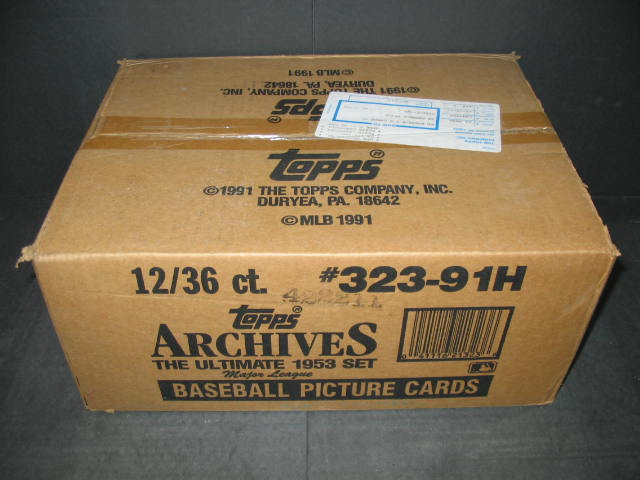 ©MLB 1991
©1991 THE TOPPS COMPANY, INC.
DURYEA, PA. 18642
TOPPS®
TOPPS®
©1991 THE TOPPS COMPANY, INC.
DURYEA, PA. 18642
©MLB 1991
12/36 ct. #323-91H
TOPPS
ARCHIVES
THE ULTIMATE 1953 SET
Major League
BASEBALL PICTURE CARDS